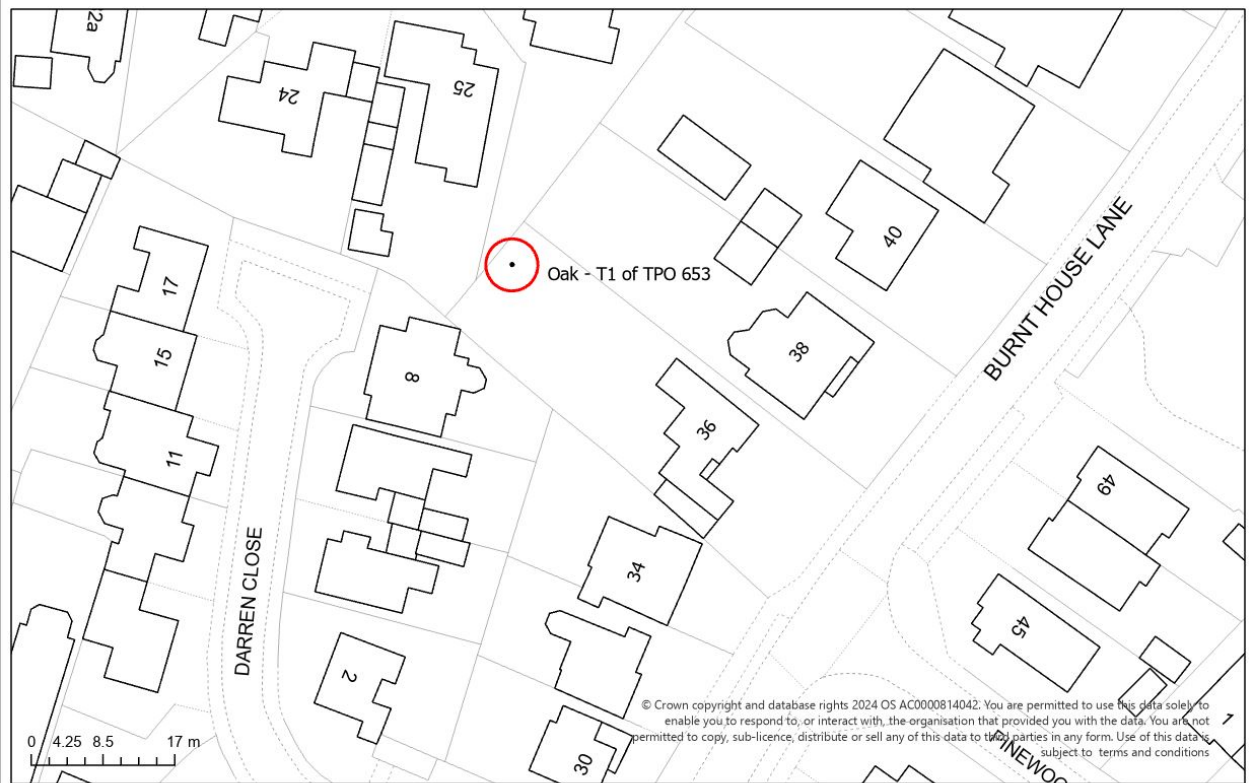 22a
24
25
40
Oak - T1 of TPO 653
BURNT HOUSE LANE
17
15
11
8
38
36
49
34
45
DARREN CLOSE
2
30
1
© Crown copyright and database rights 2024 OS AC0000814042. You are permitted to use this data solely to
enable you to respond to, or interact with, the organisation that provided you with the data. You are not
permitted to copy, sub-licence, distribute or sell any of this data to third parties in any form. Use of this data is
subject to terms and conditions
PINEWOO
0 4.25 8.5 17 m